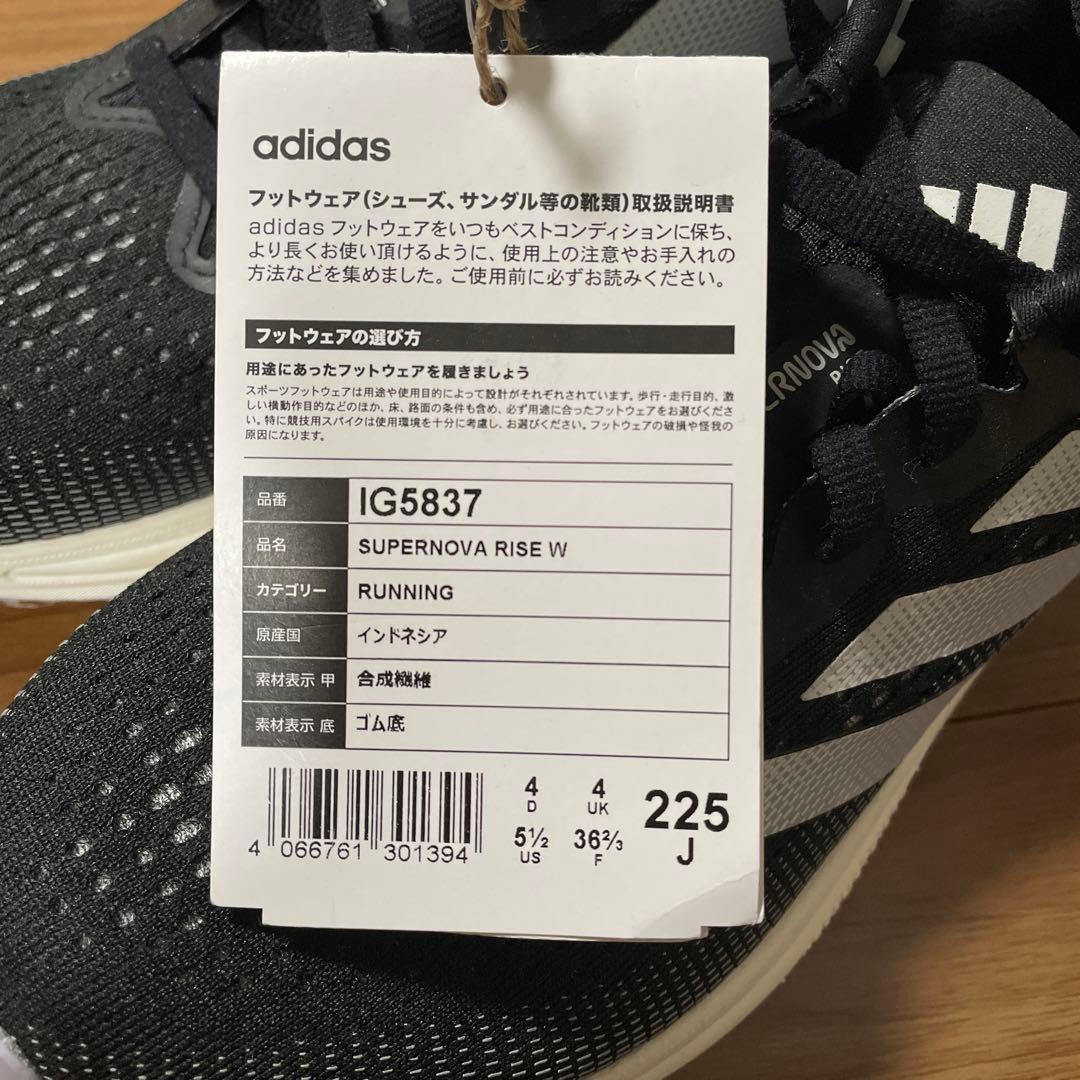 adidas
フットウェア(シューズ、サンダル等の靴類)取扱説明書
adidas フットウェアをいつもベストコンディションに保ち、
より長くお使い頂けるように、使用上の注意やお手入れの
方法などを集めました。ご使用前に必ずお読みください。
フットウェアの選び方
用途にあったフットウェアを履きましょう
スポーツフットウェアは用途や使用目的によって設計がそれぞれされています。歩行・走行目的、激
しい横動作目的などのほか、床、路面の条件も含め、必ず用途に合ったフットウェアをお選びくださ
い。特に競技用スパイクは使用環境を十分に考慮し、お選びください。フットウェアの破損や怪我の
原因になります。
品番 IG5837
品名 SUPERNOVA RISE W
カテゴリー RUNNING
原産国 インドネシア
素材表示 甲 合成繊維
素材表示 底 ゴム底
4 066761 301394
4 D 4 UK
5½ US 36⅔ F
225 J
ERNOVA